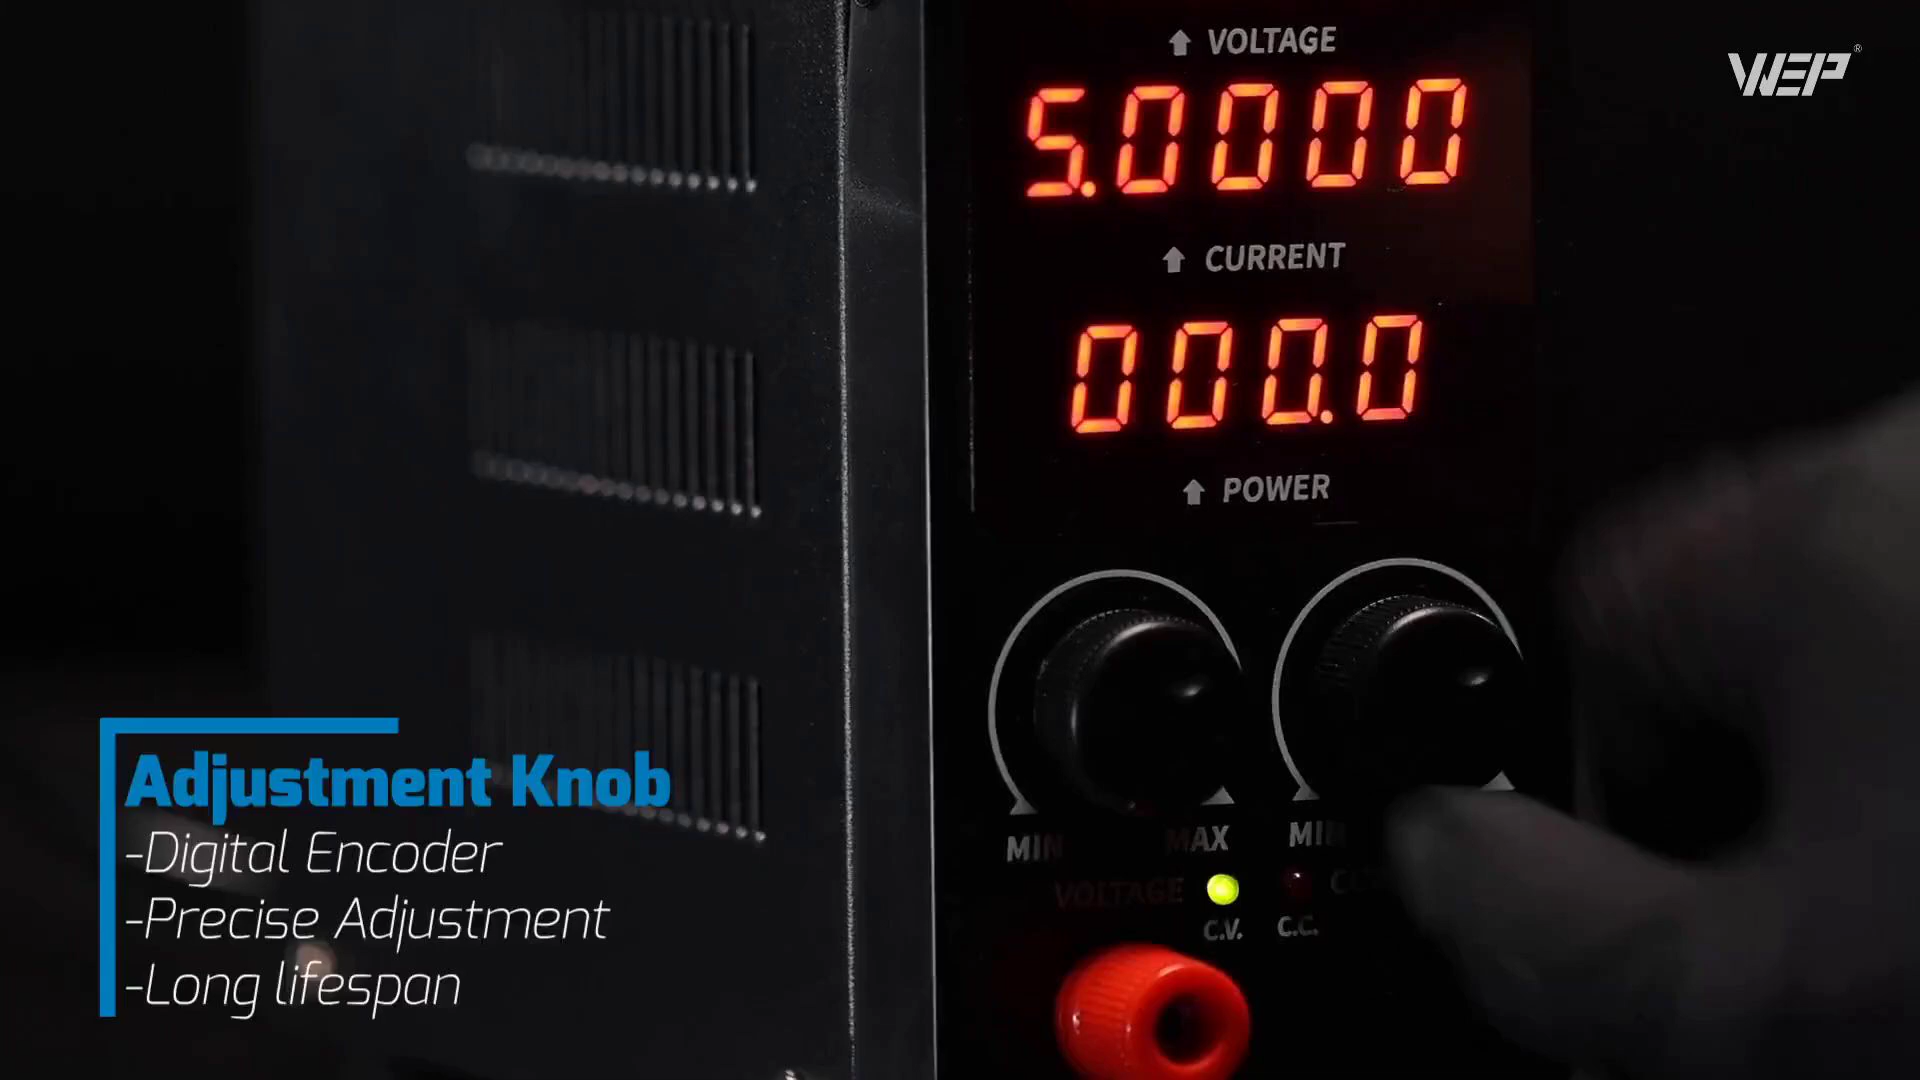 VOLTAGE
WEP®
5.0000
CURRENT
000.0
POWER
Adjustment Knob
-Digital Encoder
-Precise Adjustment
-Long lifespan
MIN MAX MIN
VOLTAGE
C.V. C.C.